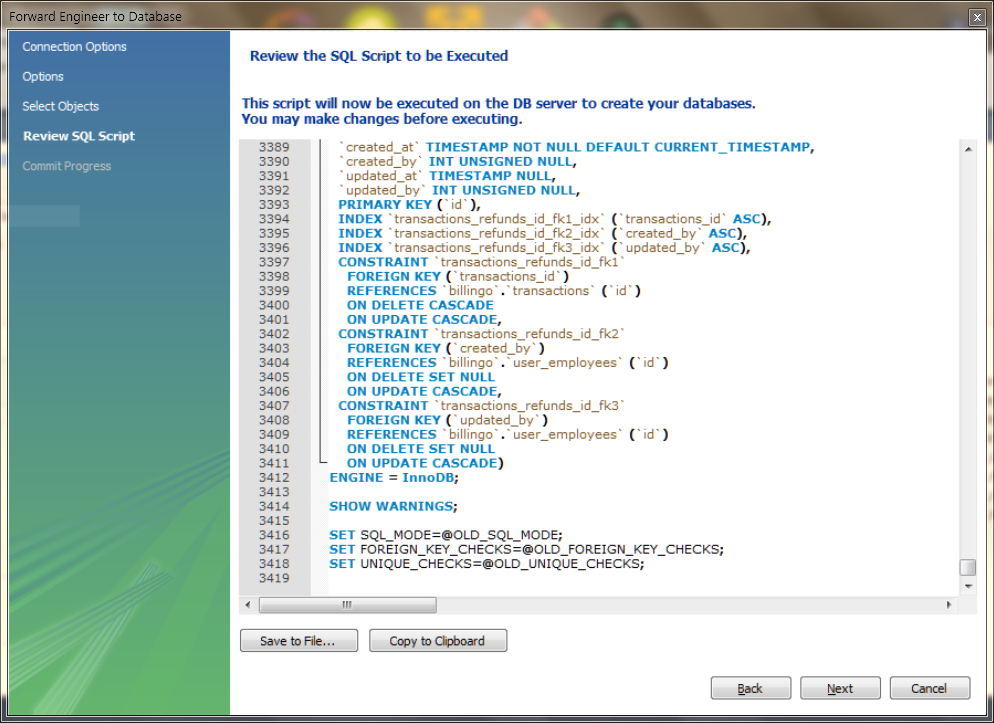 Forward Engineer to Database
Connection Options
Options
Select Objects
Review SQL Script
Commit Progress
Review the SQL Script to be Executed
This script will now be executed on the DB server to create your databases.
You may make changes before executing.
3389 `created_at` TIMESTAMP NOT NULL DEFAULT CURRENT_TIMESTAMP,
3390 `created_by` INT UNSIGNED NULL,
3391 `updated_at` TIMESTAMP NULL,
3392 `updated_by` INT UNSIGNED NULL,
3393 PRIMARY KEY (`id`),
3394 INDEX `transactions_refunds_id_fk1_idx` (`transactions_id` ASC),
3395 INDEX `transactions_refunds_id_fk2_idx` (`created_by` ASC),
3396 INDEX `transactions_refunds_id_fk3_idx` (`updated_by` ASC),
3397 CONSTRAINT `transactions_refunds_id_fk1`
3398 FOREIGN KEY (`transactions_id`)
3399 REFERENCES `billingo`.`transactions` (`id`)
3400 ON DELETE CASCADE
3401 ON UPDATE CASCADE,
3402 CONSTRAINT `transactions_refunds_id_fk2`
3403 FOREIGN KEY (`created_by`)
3404 REFERENCES `billingo`.`user_employees` (`id`)
3405 ON DELETE SET NULL
3406 ON UPDATE CASCADE,
3407 CONSTRAINT `transactions_refunds_id_fk3`
3408 FOREIGN KEY (`updated_by`)
3409 REFERENCES `billingo`.`user_employees` (`id`)
3410 ON DELETE SET NULL
3411 ON UPDATE CASCADE)
3412 ENGINE = InnoDB;
3413
3414 SHOW WARNINGS;
3415
3416 SET SQL_MODE=@OLD_SQL_MODE;
3417 SET FOREIGN_KEY_CHECKS=@OLD_FOREIGN_KEY_CHECKS;
3418 SET UNIQUE_CHECKS=@OLD_UNIQUE_CHECKS;
3419
Save to File...
Copy to Clipboard
Back
Next
Cancel